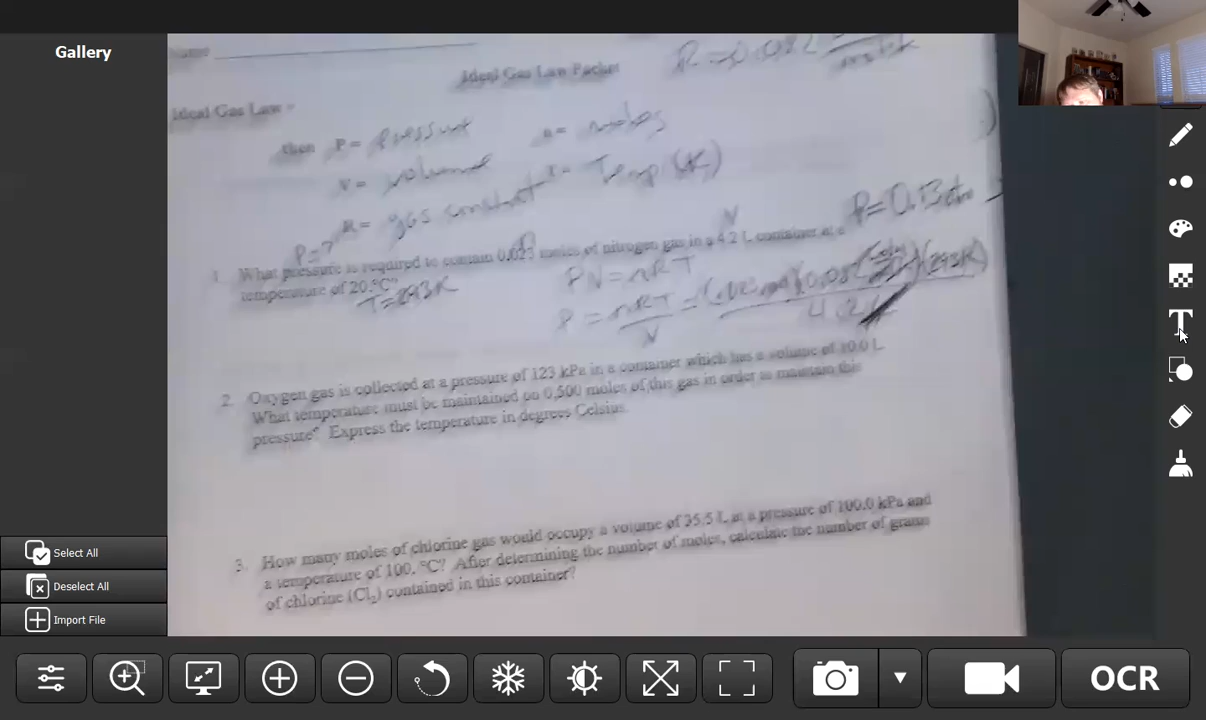 Gallery
Name
R=0.082
Ideal Gas Law Packet
Ideal Gas Law -
then P = pressure n = moles
V = volume T = Temp (K)
R = gas constant
P=0.13atm
P=?
n
V
1. What pressure is required to contain 0.023 moles of nitrogen gas in a 4.2 L container at a
temperature of 20.°C?
T=293K
PV=nRT
P = nRT = (293K)
V 4.2L
2. Oxygen gas is collected at a pressure of 123 kPa in a container which has a volume of 10.0 L.
What temperature must be maintained on 0.500 moles of this gas in order to maintain this
pressure? Express the temperature in degrees Celsius.
3. How many moles of chlorine gas would occupy a volume of 35.5 L at a pressure of 100.0 kPa and
a temperature of 100. °C? After determining the number of moles, calculate the number of grams
of chlorine (Cl₂) contained in this container?
Select All
Deselect All
Import File
OCR